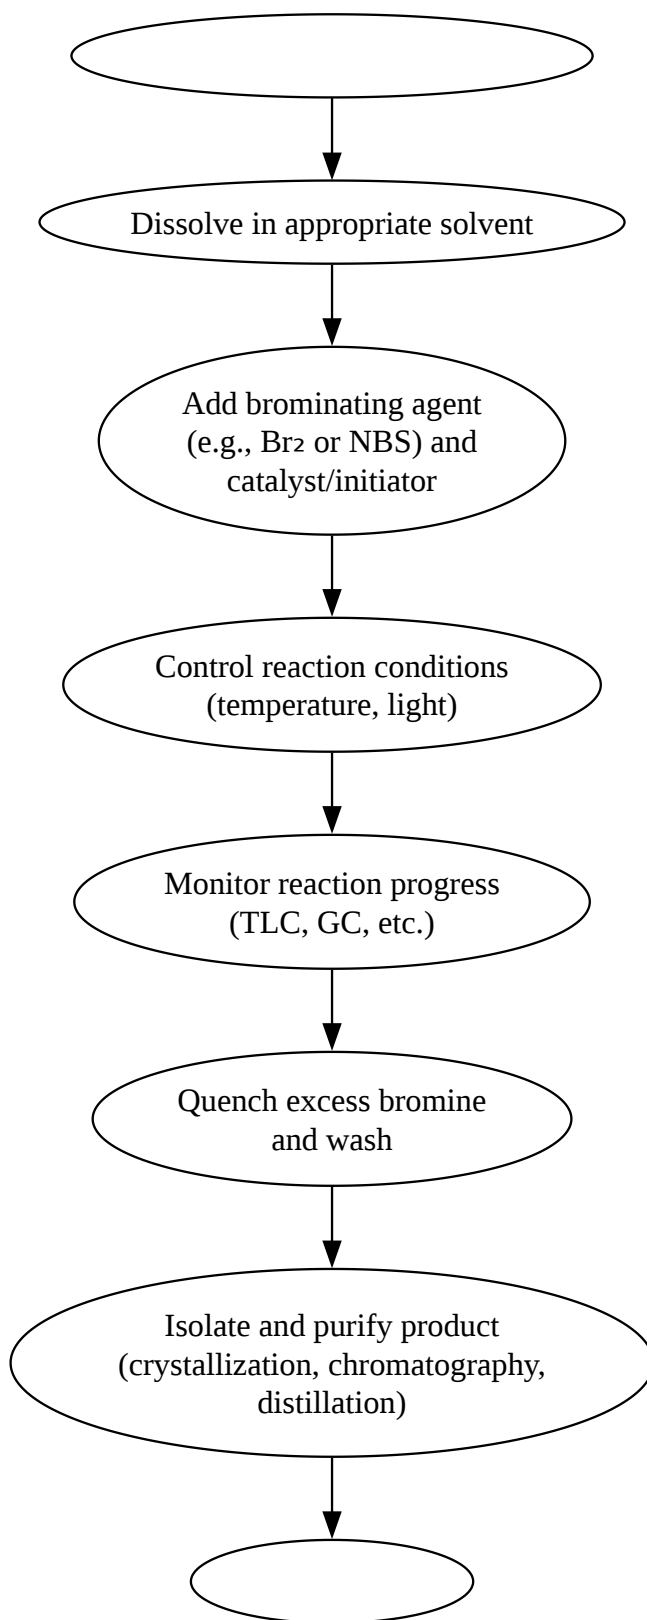 Dissolve in appropriate solvent
Add brominating agent
(e.g., Br₂ or NBS) and
catalyst/initiator
Control reaction conditions
(temperature, light)
Monitor reaction progress
(TLC, GC, etc.)
Quench excess bromine
and wash
Isolate and purify product
(crystallization, chromatography,
distillation)